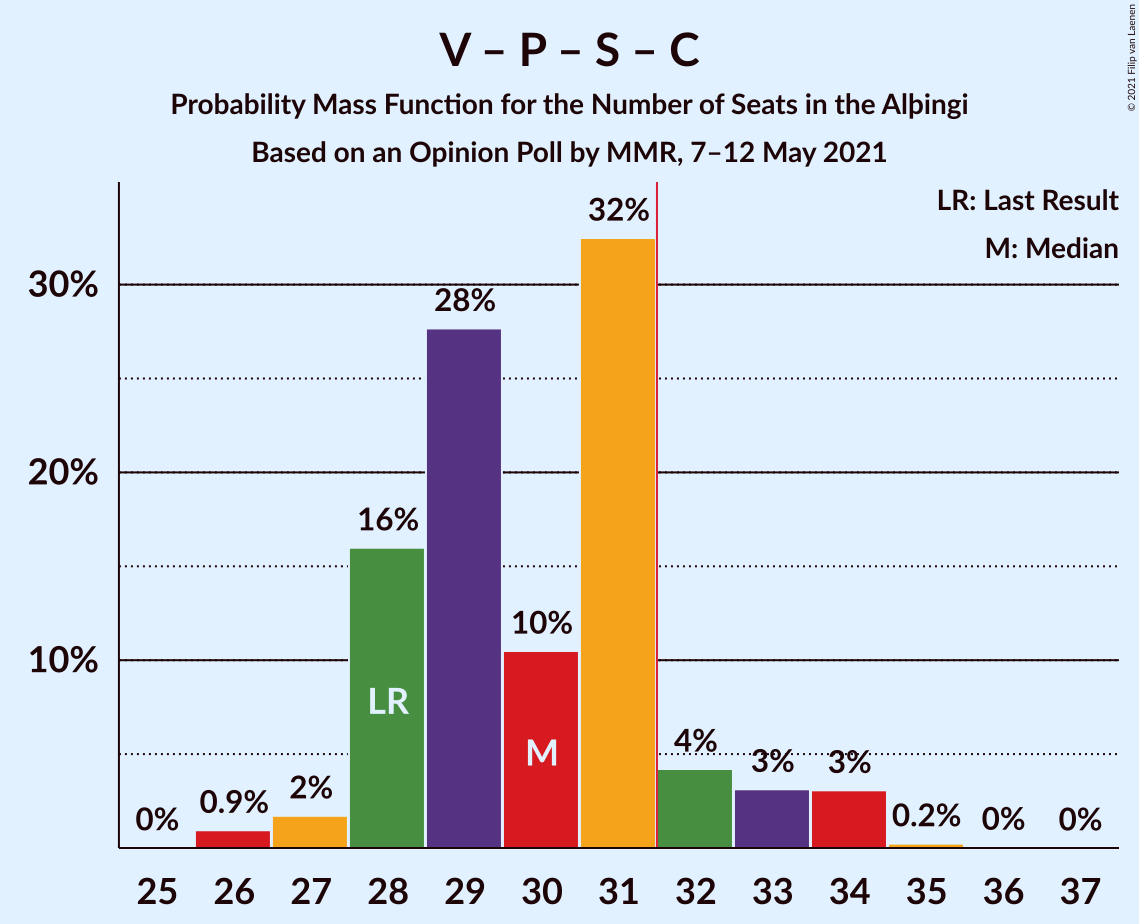 V – P – S – C
Probability Mass Function for the Number of Seats in the Alþingi
Based on an Opinion Poll by MMR, 7–12 May 2021
© 2021 Filip van Laenen
LR: Last Result
M: Median
30%
20%
10%
0%
0.9%
2%
16%
28%
10%
32%
4%
3%
3%
0.2%
0%
0%
LR
M
25 26 27 28 29 30 31 32 33 34 35 36 37